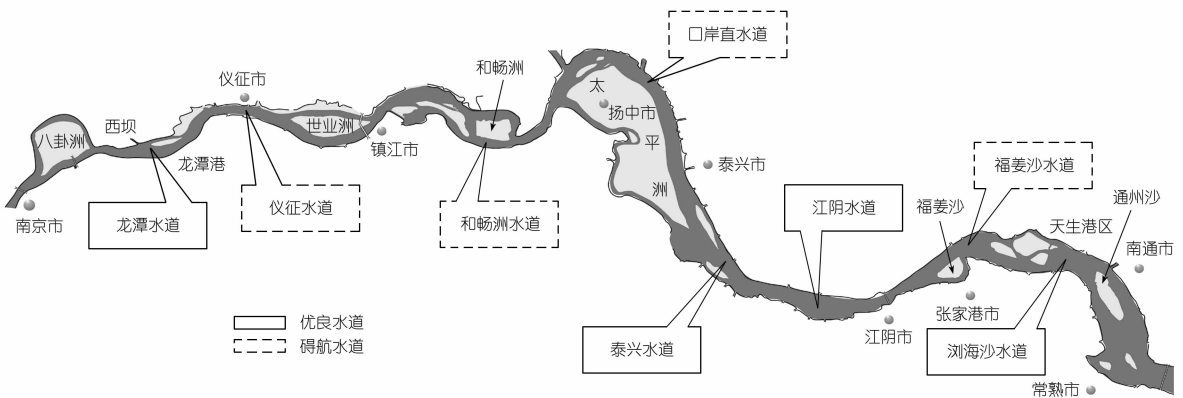 口岸直水道
和畅洲
仪征市
太
扬中市
八卦洲
西坝
世业洲
镇江市
平
龙潭港
泰兴市
福姜沙水道
洲
通州沙
南京市
龙潭水道
仪征水道
和畅洲水道
江阴水道
福姜沙
天生港区
南通市
张家港市
优良水道
江阴市
碍航水道
泰兴水道
浏海沙水道
常熟市